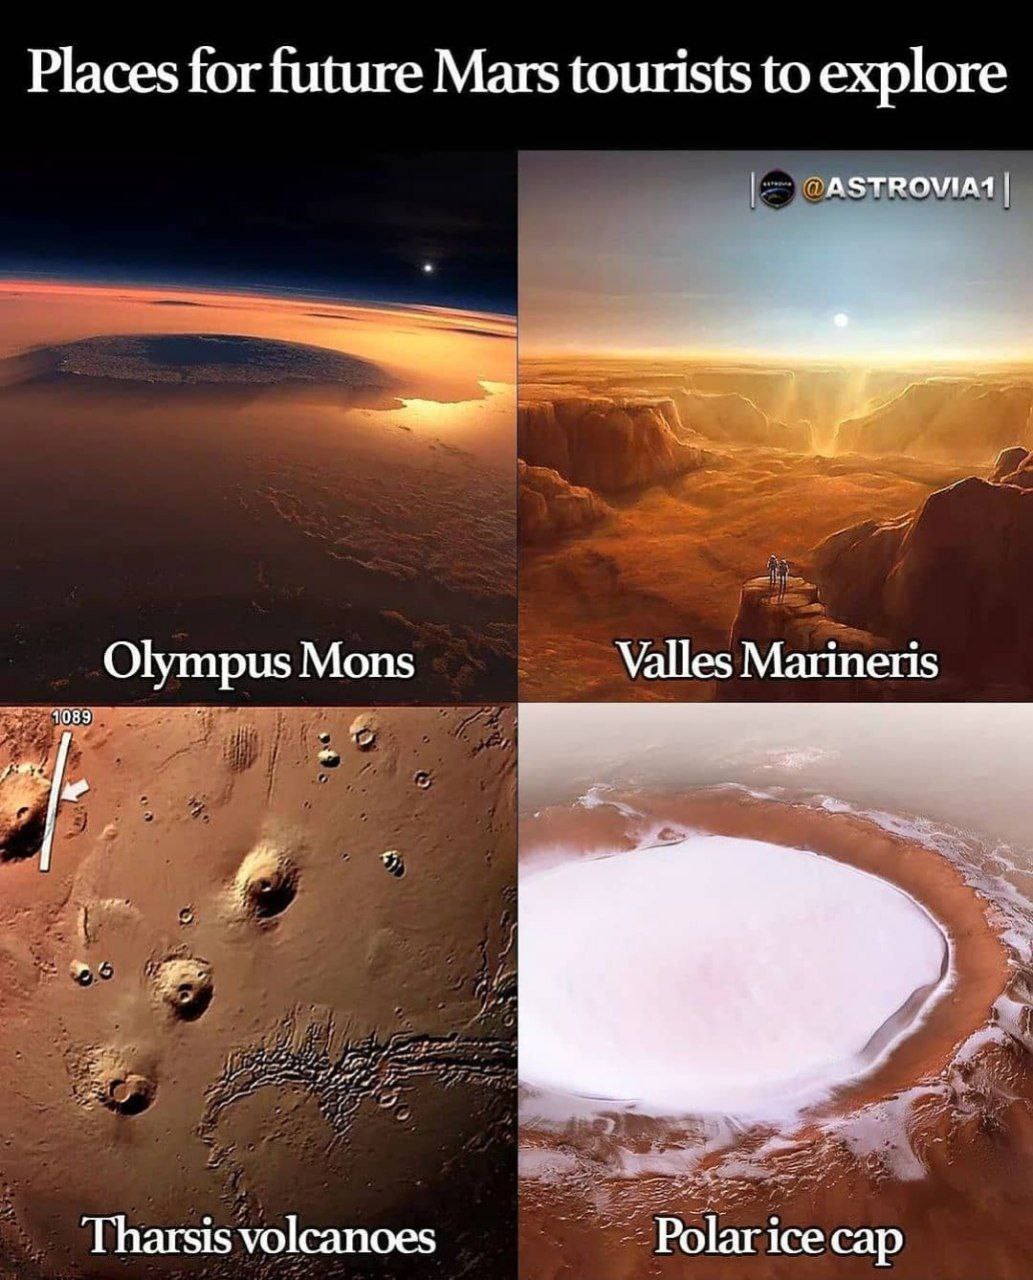 Places for future Mars tourists to explore
| @ASTROVIA1 |
Olympus Mons
Valles Marineris
1089
Tharsis volcanoes
Polar ice cap